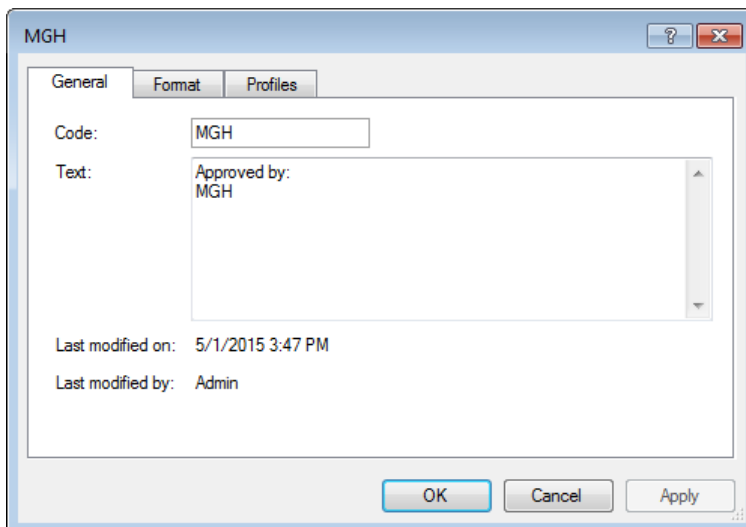 MGH
General Format Profiles
Code: MGH
Text: Approved by:
MGH
Last modified on: 5/1/2015 3:47 PM
Last modified by: Admin
OK Cancel Apply